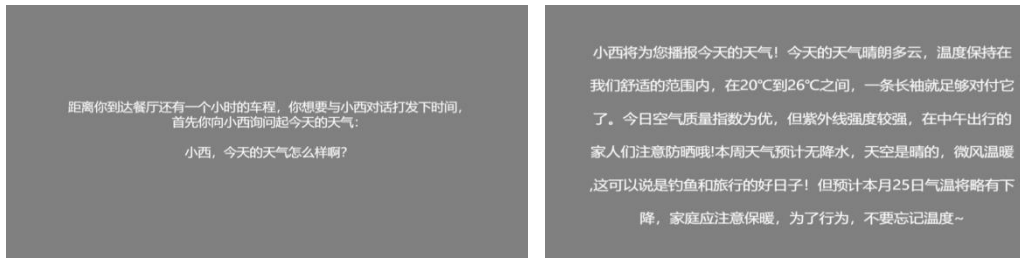 距离你到达餐厅还有一个小时的车程，你想要与小西对话打发下时间，
首先你向小西询问起今天的天气：
小西，今天的天气怎么样啊？
小西将为您播报今天的天气！今天的天气晴朗多云，温度保持在
我们舒适的范围内，在20℃到26℃之间，一条长袖就足够对付它
了。今日空气质量指数为优，但紫外线强度较强，在中午出行的
家人们注意防晒哦!本周天气预计无降水，天空是晴的，微风温暖
,这可以说是钓鱼和旅行的好日子！但预计本月25日气温将略有下
降，家庭应注意保暖，为了行为，不要忘记温度~